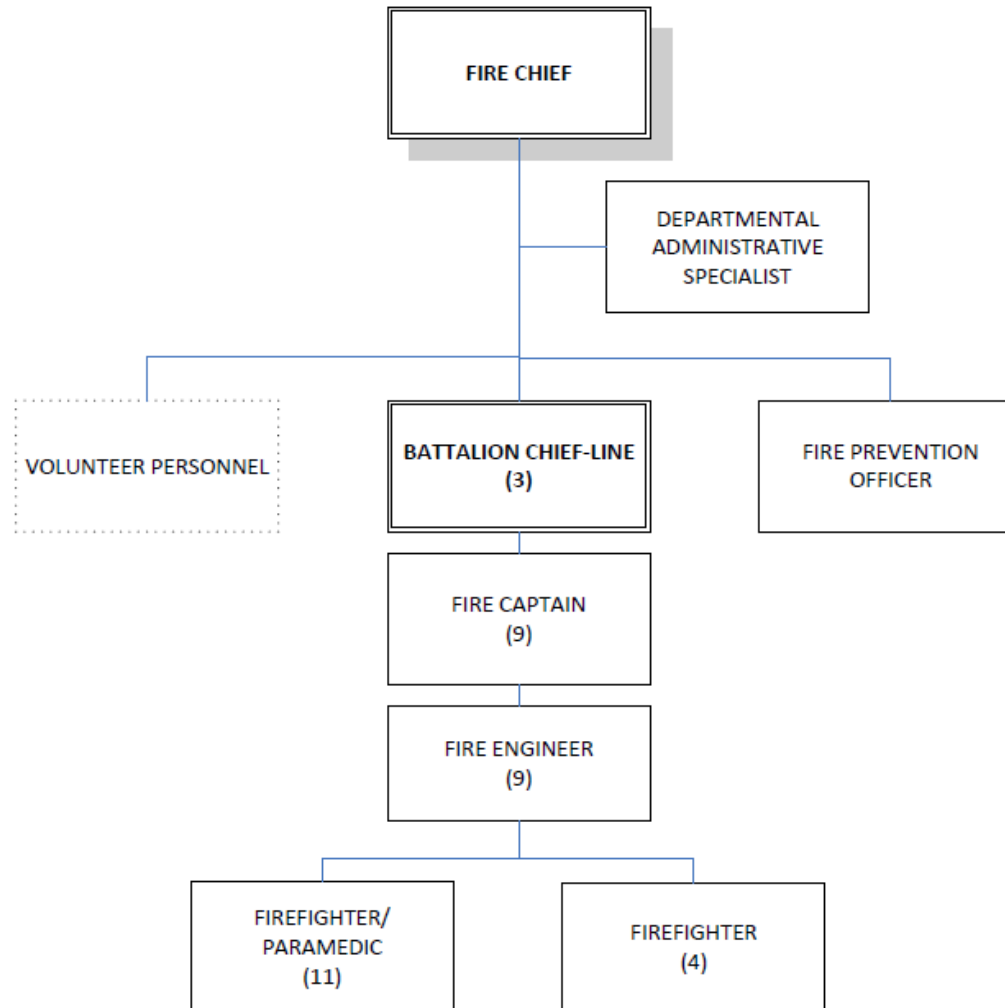 FIRE CHIEF
DEPARTMENTAL
ADMINISTRATIVE
SPECIALIST
VOLUNTEER PERSONNEL
BATTALION CHIEF-LINE
(3)
FIRE PREVENTION
OFFICER
FIRE CAPTAIN
(9)
FIRE ENGINEER
(9)
FIREFIGHTER/
PARAMEDIC
(11)
FIREFIGHTER
(4)